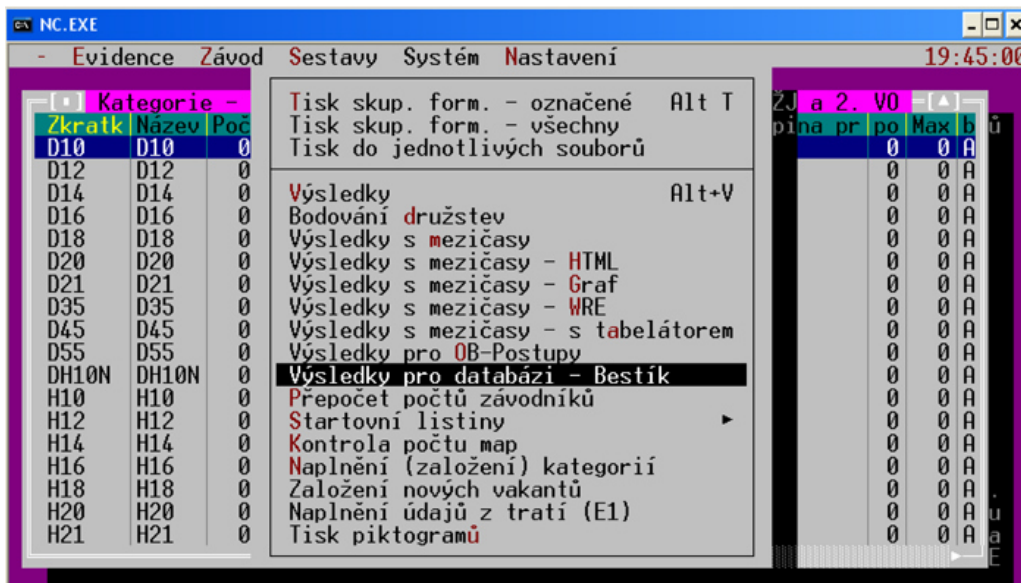 NC.EXE
- Evidence Závod Sestavy Systém Nastavení 19:45:00
Kategorie - ŽJ a 2. VO
Zkratk Název Poč pina pr po Max b ů
D10 D10 0 0 0 A
D12 D12 0 0 0 A
D14 D14 0 0 0 A
D16 D16 0 0 0 A
D18 D18 0 0 0 A
D20 D20 0 0 0 A
D21 D21 0 0 0 A
D35 D35 0 0 0 A
D45 D45 0 0 0 A
D55 D55 0 0 0 A
DH10N DH10N 0 0 0 A
H10 H10 0 0 0 A
H12 H12 0 0 0 A
H14 H14 0 0 0 A
H16 H16 0 0 0 A
H18 H18 0 0 0 A .
H20 H20 0 0 0 A u
H21 H21 0 0 0 A a
E
Tisk skup. form. - označené Alt T
Tisk skup. form. - všechny
Tisk do jednotlivých souborů
Výsledky Alt+V
Bodování družstev
Výsledky s mezičasy
Výsledky s mezičasy - HTML
Výsledky s mezičasy - Graf
Výsledky s mezičasy - WRE
Výsledky s mezičasy - s tabelátorem
Výsledky pro OB-Postupy
Výsledky pro databázi - Bestík
Přepočet počtů závodníků
Startovní listiny
Kontrola počtu map
Naplnění (založení) kategorií
Založení nových vakantů
Naplnění údajů z tratí (E1)
Tisk piktogramů